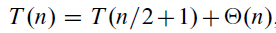 T(n) = T(n/2+1)+Θ(n),